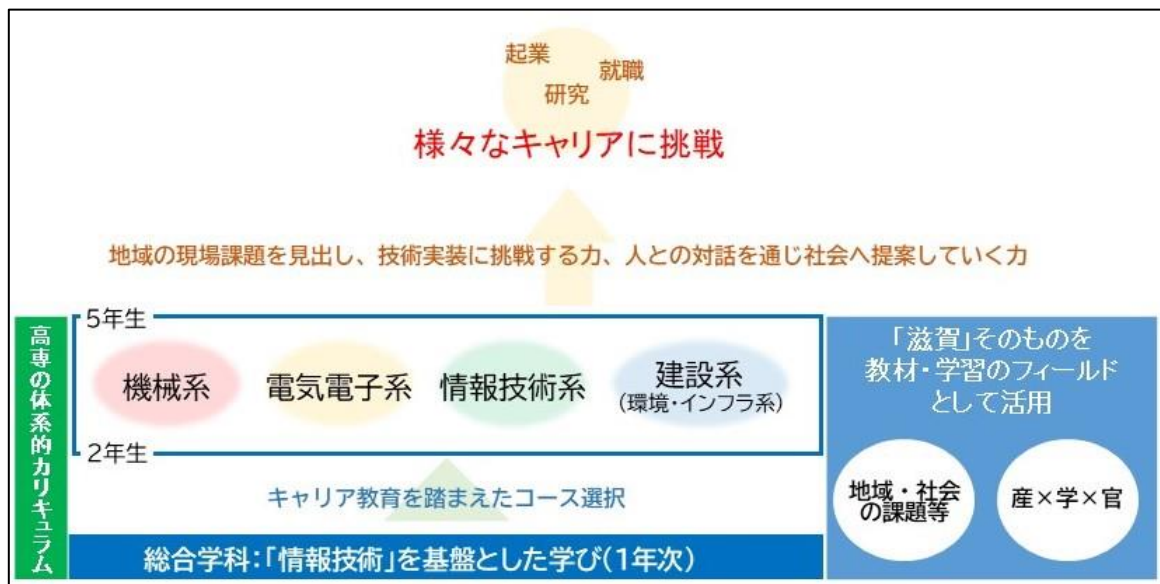 起業
就職
研究
様々なキャリアに挑戦
地域の現場課題を見出し、技術実装に挑戦する力、人との対話を通じ社会へ提案していく力
高専の体系的カリキュラム
5年生
機械系
電気電子系
情報技術系
建設系
(環境・インフラ系)
2年生
キャリア教育を踏まえたコース選択
総合学科:「情報技術」を基盤とした学び(1年次)
「滋賀」そのものを
教材・学習のフィールド
として活用
地域・社会
の課題等
産×学×官